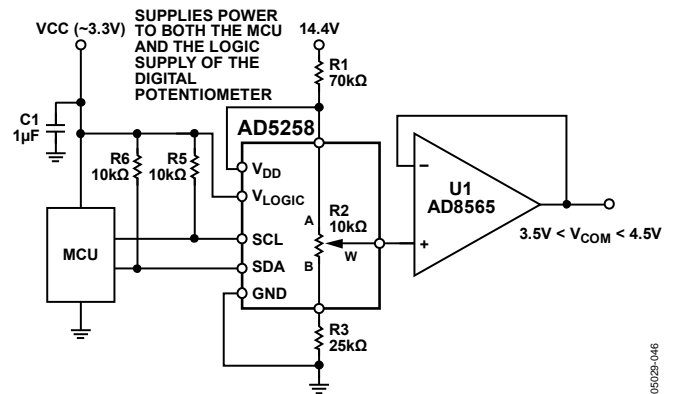 SUPPLIES POWER
TO BOTH THE MCU
AND THE LOGIC
SUPPLY OF THE
DIGITAL
POTENTIOMETER
VCC (~3.3V)
14.4V
R1
70kΩ
C1
1µF
R6
10kΩ
R5
10kΩ
AD5258
VDD
VLOGIC
SCL
SDA
GND
MCU
A
R2
10kΩ
B
W
R3
25kΩ
–
+
U1
AD8565
3.5V < VCOM < 4.5V
05029-046